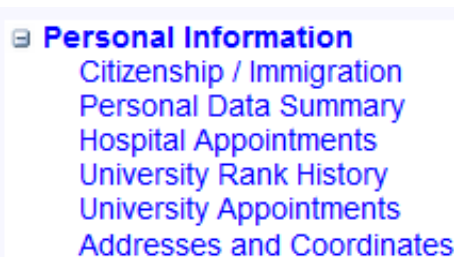 Personal Information
Citizenship / Immigration
Personal Data Summary
Hospital Appointments
University Rank History
University Appointments
Addresses and Coordinates